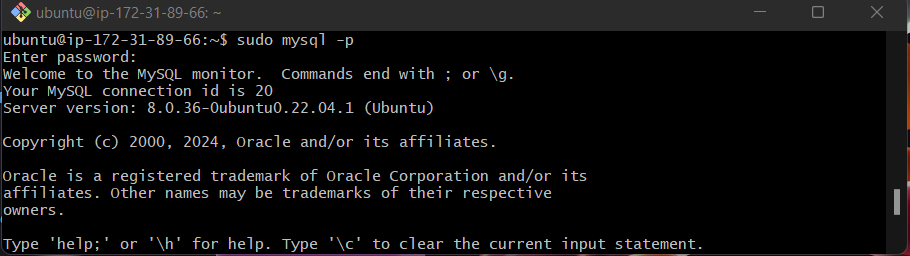 ubuntu@ip-172-31-89-66: ~
ubuntu@ip-172-31-89-66:~$ sudo mysql -p
Enter password:
Welcome to the MySQL monitor.  Commands end with ; or \g.
Your MySQL connection id is 20
Server version: 8.0.36-0ubuntu0.22.04.1 (Ubuntu)
Copyright (c) 2000, 2024, Oracle and/or its affiliates.
Oracle is a registered trademark of Oracle Corporation and/or its
affiliates. Other names may be trademarks of their respective
owners.
Type 'help;' or '\h' for help. Type '\c' to clear the current input statement.